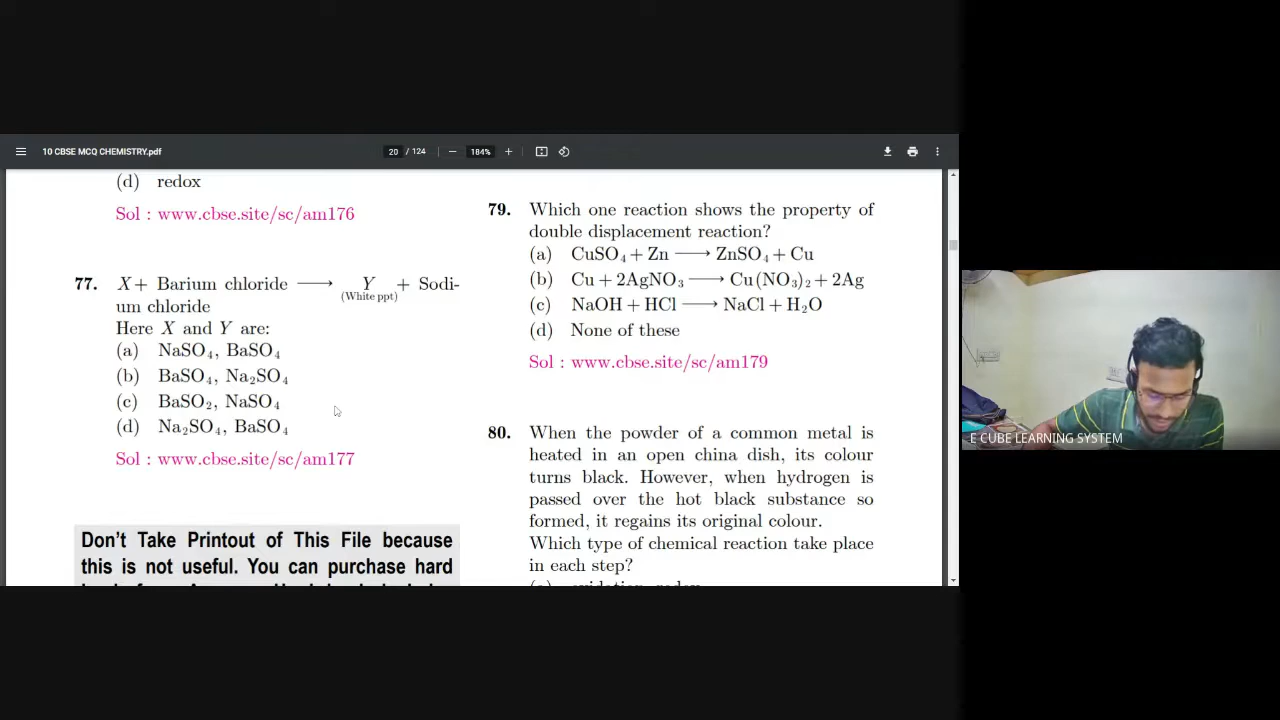 10 CBSE MCQ CHEMISTRY.pdf
20 / 124
184%
(d) redox
Sol : www.cbse.site/sc/am176
77. X + Barium chloride ⟶ Y + Sodi-
(White ppt)
um chloride
Here X and Y are:
(a) NaSO₄, BaSO₄
(b) BaSO₄, Na₂SO₄
(c) BaSO₂, NaSO₄
(d) Na₂SO₄, BaSO₄
Sol : www.cbse.site/sc/am177
Don't Take Printout of This File because
this is not useful. You can purchase hard
79. Which one reaction shows the property of
double displacement reaction?
(a) CuSO₄ + Zn ⟶ ZnSO₄ + Cu
(b) Cu + 2AgNO₃ ⟶ Cu(NO₃)₂ + 2Ag
(c) NaOH + HCl ⟶ NaCl + H₂O
(d) None of these
Sol : www.cbse.site/sc/am179
80. When the powder of a common metal is
heated in an open china dish, its colour
turns black. However, when hydrogen is
passed over the hot black substance so
formed, it regains its original colour.
Which type of chemical reaction take place
in each step?
(a) oxidation, redox
E CUBE LEARNING SYSTEM